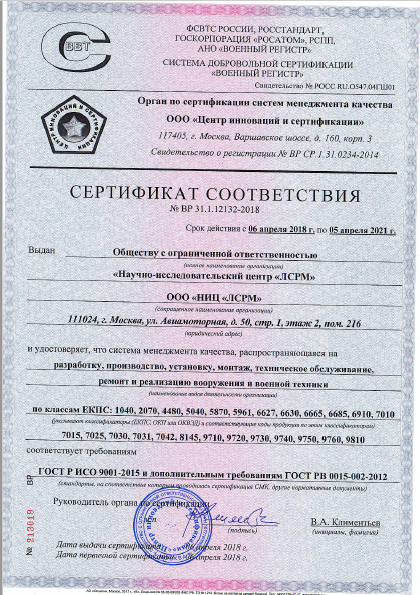 ВВТ
ФСВТС РОССИИ, РОССТАНДАРТ,
ГОСКОРПОРАЦИЯ «РОСАТОМ», РСПП,
АНО «ВОЕННЫЙ РЕГИСТР»
СИСТЕМА ДОБРОВОЛЬНОЙ СЕРТИФИКАЦИИ
«ВОЕННЫЙ РЕГИСТР»
Свидетельство № РОСС RU.О547.04ГШ01
ЦЕНТР ИННОВАЦИЙ И СЕРТИФИКАЦИИ
Орган по сертификации систем менеджмента качества
ООО «Центр инноваций и сертификации»
117405, г. Москва, Варшавское шоссе, д. 160, корп. 3
Свидетельство о регистрации № ВР СР.1.31.0234-2014
СЕРТИФИКАТ СООТВЕТСТВИЯ
№ ВР 31.1.12132-2018
Срок действия с 06 апреля 2018 г. по 05 апреля 2021 г.
Выдан Обществу с ограниченной ответственностью
(полное наименование организации)
«Научно-исследовательский центр «ЛСРМ»
ООО «НИЦ «ЛСРМ»
(сокращенное наименование организации)
111024, г. Москва, ул. Авиамоторная, д. 50, стр. 1, этаж 2, пом. 216
(юридический адрес)
и удостоверяет, что система менеджмента качества, распространяющаяся на
разработку, производство, установку, монтаж, техническое обслуживание,
ремонт и реализацию вооружения и военной техники
(наименование видов деятельности организации)
по классам ЕКПС: 1040, 2070, 4480, 5040, 5870, 5961, 6627, 6630, 6665, 6685, 6910, 7010
(указывают классификаторы (ЕКПС, ОКП или ОКВЭД) и соответствующие коды продукции по этим классификаторам)
7015, 7025, 7030, 7031, 7042, 8145, 9710, 9720, 9730, 9740, 9750, 9760, 9810
соответствует требованиям
ГОСТ Р ИСО 9001-2015 и дополнительным требованиям ГОСТ РВ 0015-002-2012
(стандарты, на соответствие которым проводилась сертификация СМК, другие нормативные документы)
Руководитель органа по сертификации
М.П.
В.А. Климентьев
(подпись)
(инициалы, фамилия)
Дата выдачи сертификата 06 апреля 2018 г.
Дата первичной сертификации 06 апреля 2018 г.
ВР
№ 213019